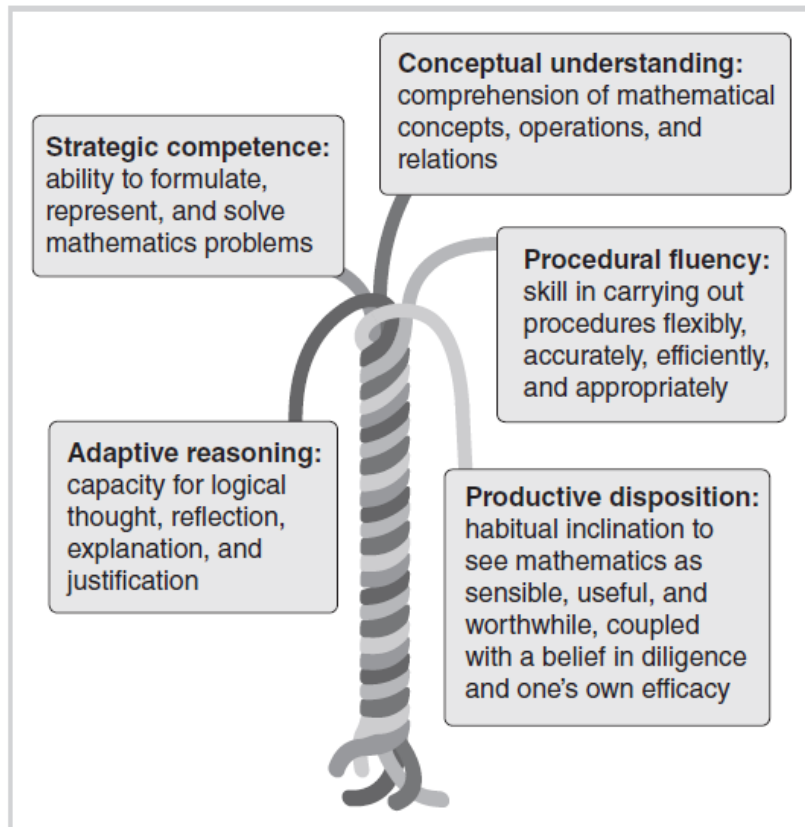 Conceptual understanding:
comprehension of mathematical
concepts, operations, and
relations
Strategic competence:
ability to formulate,
represent, and solve
mathematics problems
Procedural fluency:
skill in carrying out
procedures flexibly,
accurately, efficiently,
and appropriately
Adaptive reasoning:
capacity for logical
thought, reflection,
explanation, and
justification
Productive disposition:
habitual inclination to
see mathematics as
sensible, useful, and
worthwhile, coupled
with a belief in diligence
and one's own efficacy